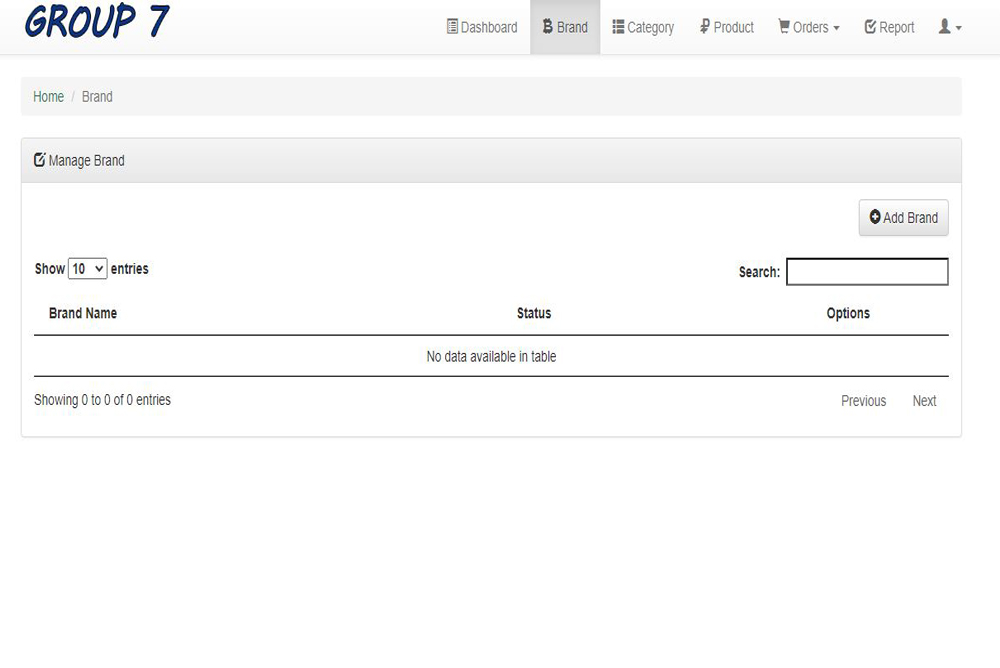 GROUP 7
Dashboard Brand Category Product Orders Report
Home / Brand
Manage Brand
Add Brand
Show 10 entries Search:
Brand Name Status Options
No data available in table
Showing 0 to 0 of 0 entries Previous Next